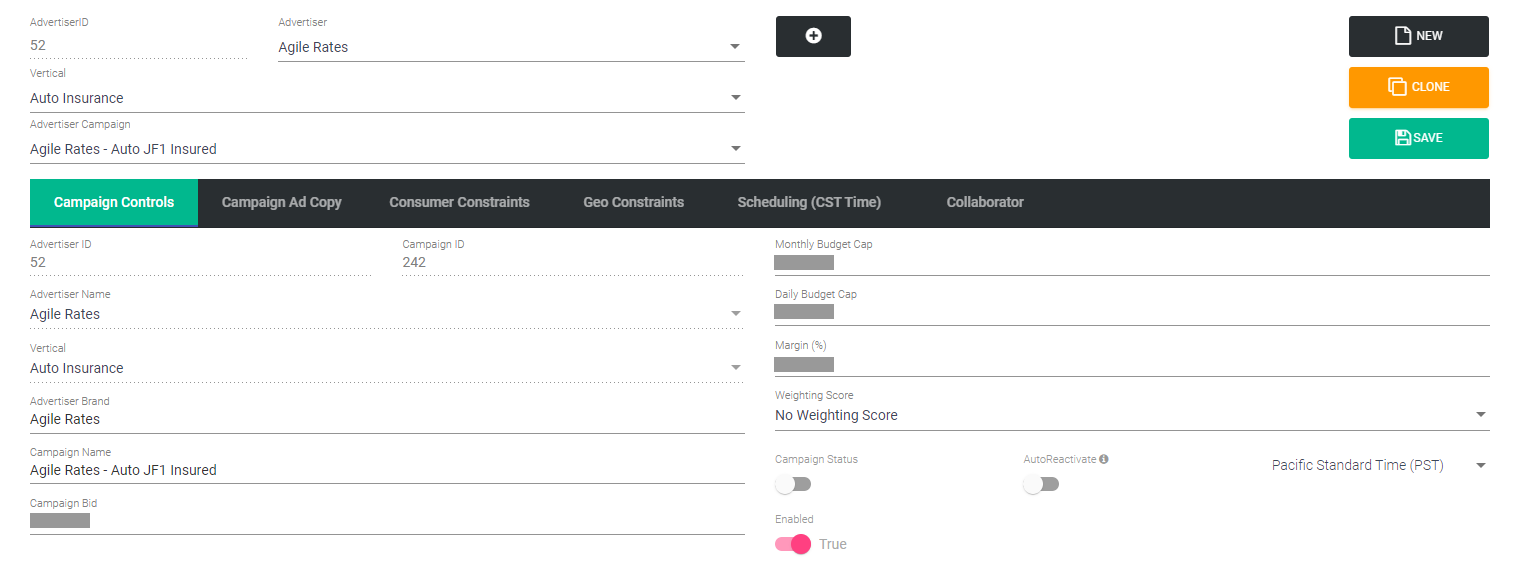 AdvertiserID
52
Advertiser
Agile Rates
NEW
Vertical
Auto Insurance
CLONE
Advertiser Campaign
Agile Rates - Auto JF1 Insured
SAVE
Campaign Controls
Campaign Ad Copy
Consumer Constraints
Geo Constraints
Scheduling (CST Time)
Collaborator
Advertiser ID
52
Campaign ID
242
Advertiser Name
Agile Rates
Vertical
Auto Insurance
Advertiser Brand
Agile Rates
Campaign Name
Agile Rates - Auto JF1 Insured
Campaign Bid
Monthly Budget Cap
Daily Budget Cap
Margin (%)
Weighting Score
No Weighting Score
Campaign Status
AutoReactivate
Pacific Standard Time (PST)
Enabled
True